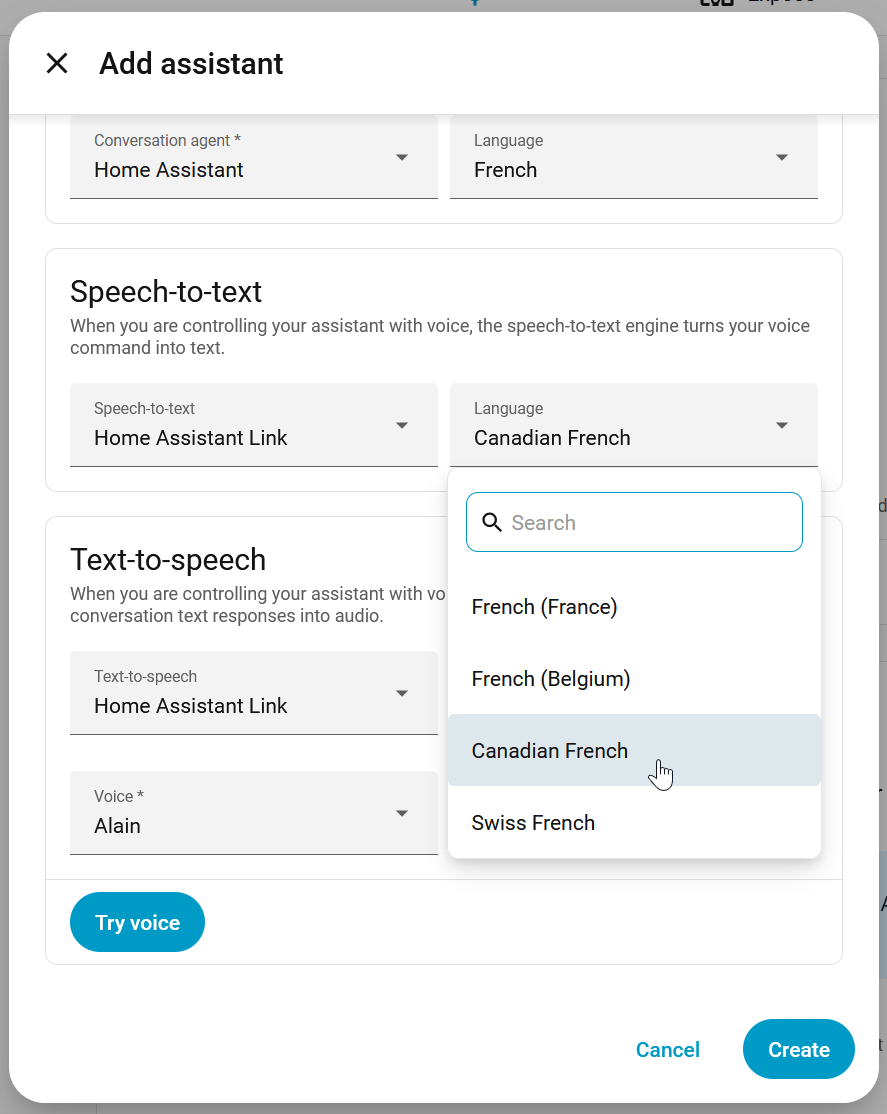 Add assistant
Conversation agent *
Home Assistant
Language
French
Speech-to-text
When you are controlling your assistant with voice, the speech-to-text engine turns your voice
command into text.
Speech-to-text
Home Assistant Link
Language
Canadian French
Search
French (France)
French (Belgium)
Canadian French
Swiss French
Text-to-speech
When you are controlling your assistant with vo
conversation text responses into audio.
Text-to-speech
Home Assistant Link
Voice *
Alain
Try voice
Cancel
Create